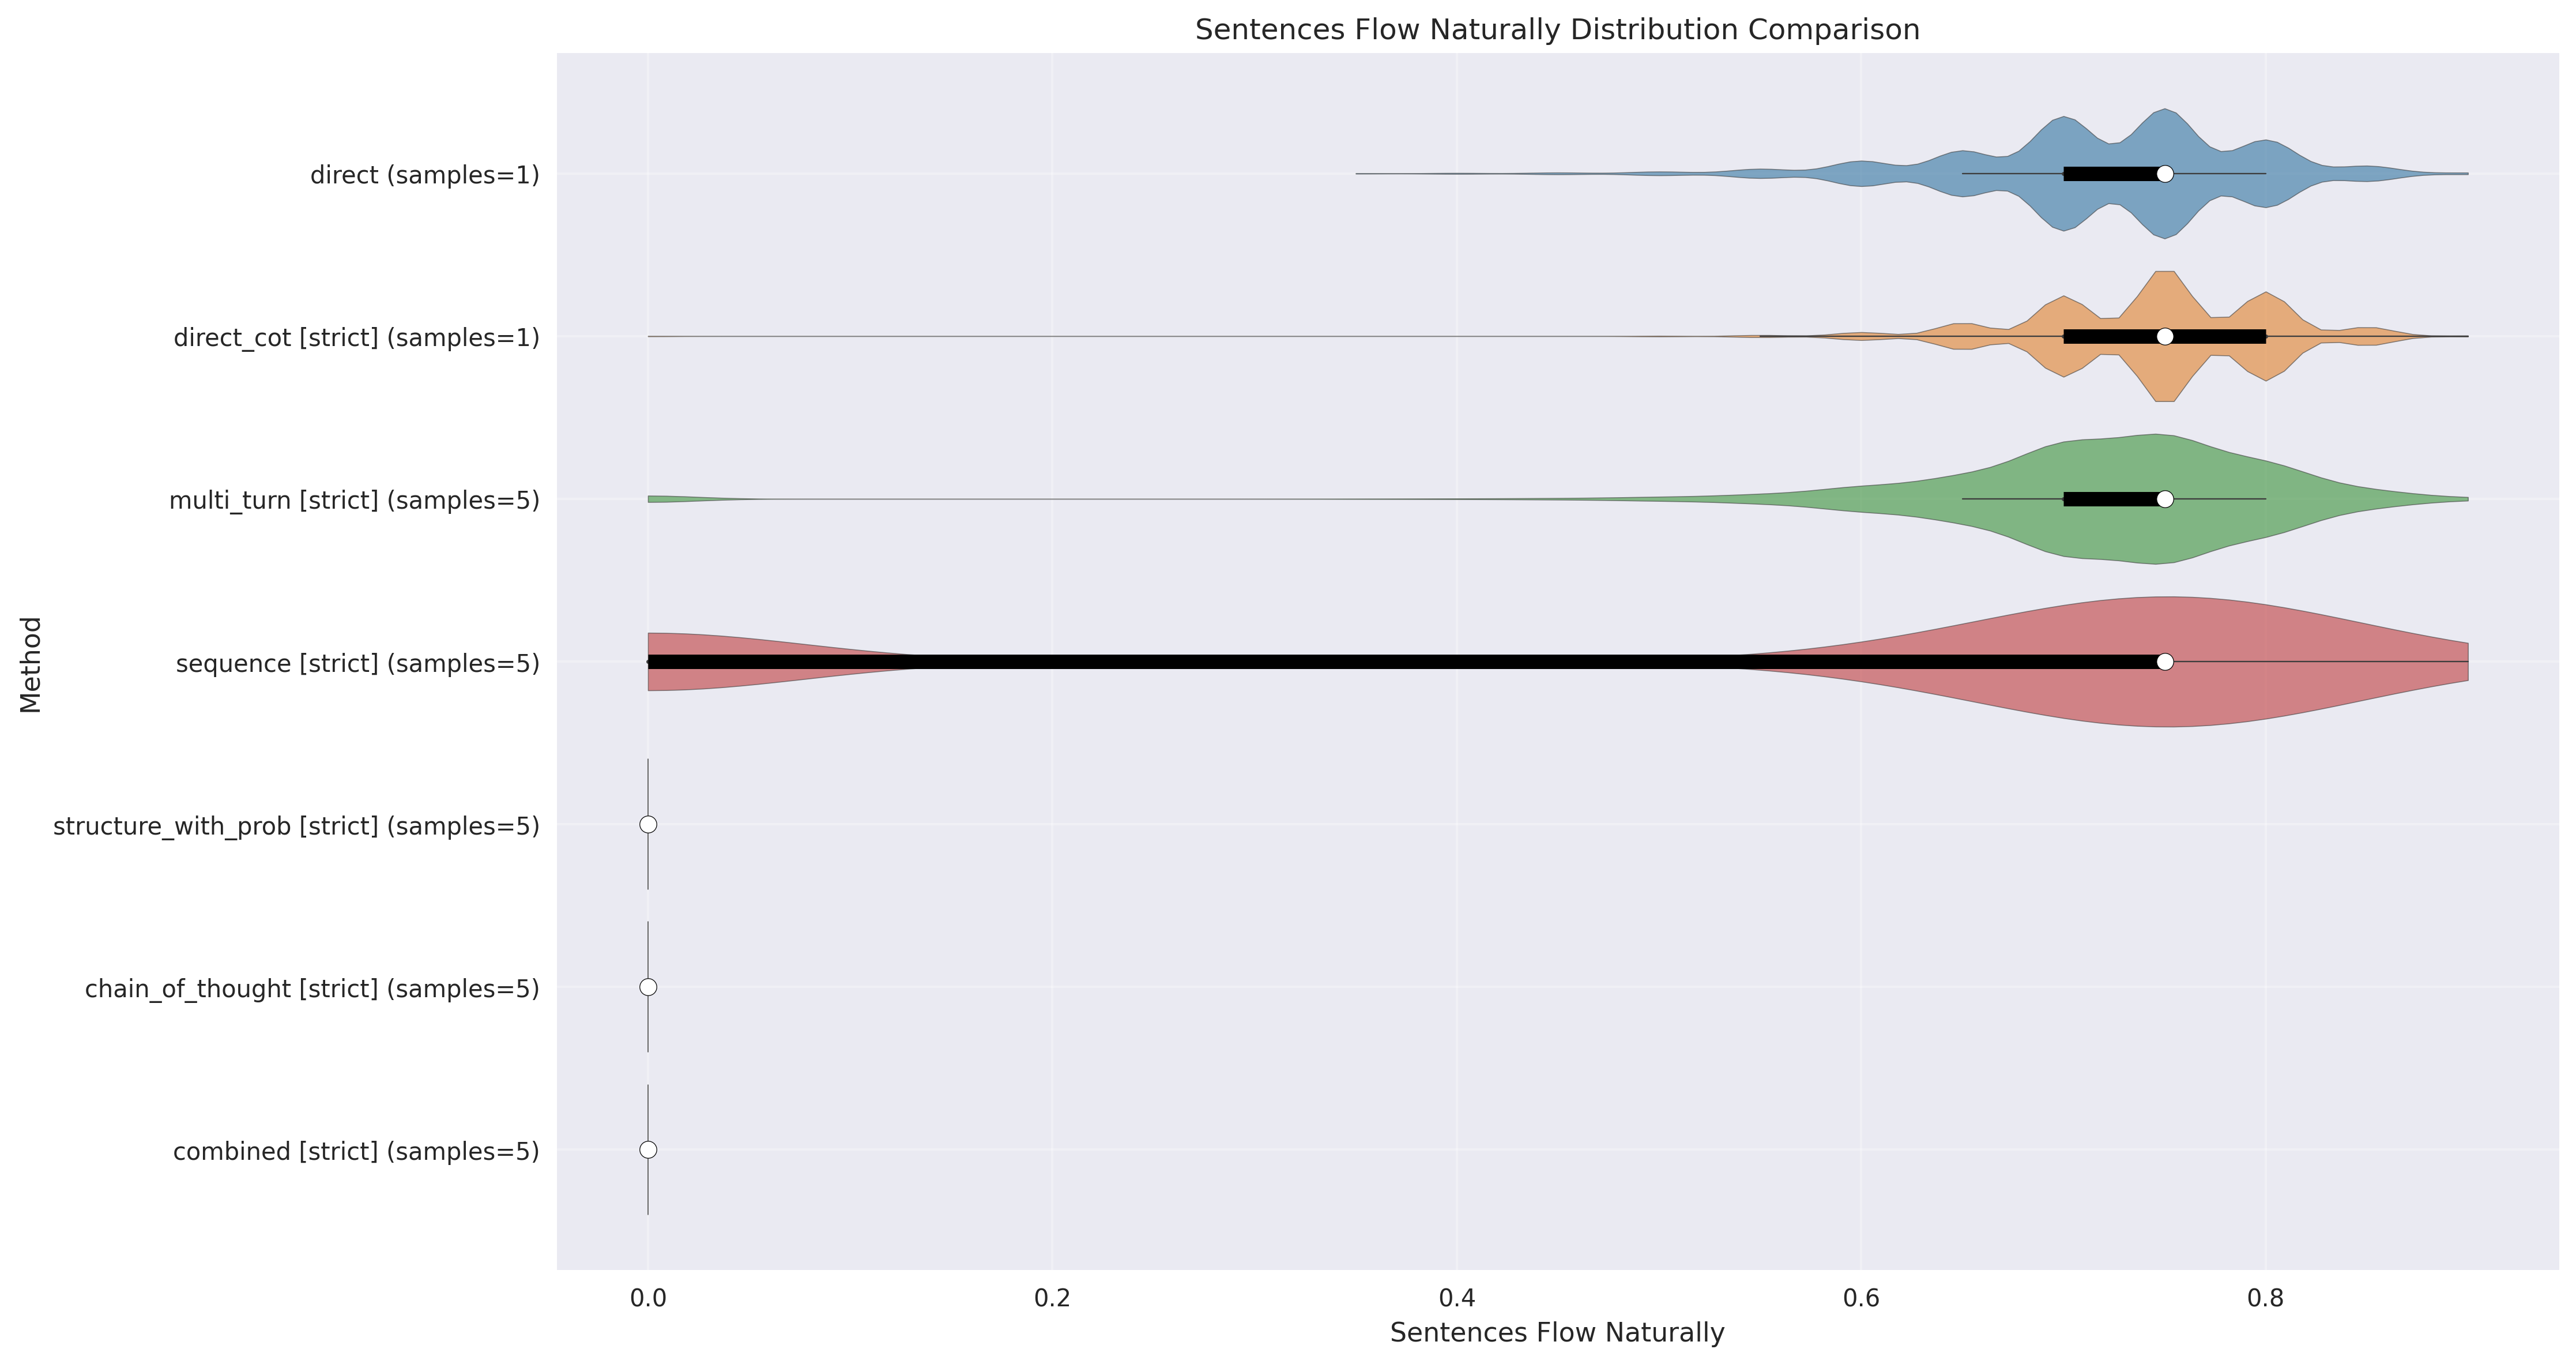 Sentences Flow Naturally Distribution Comparison
direct (samples=1)
direct_cot [strict] (samples=1)
multi_turn [strict] (samples=5)
sequence [strict] (samples=5)
structure_with_prob [strict] (samples=5)
chain_of_thought [strict] (samples=5)
combined [strict] (samples=5)
Method
0.0 0.2 0.4 0.6 0.8
Sentences Flow Naturally